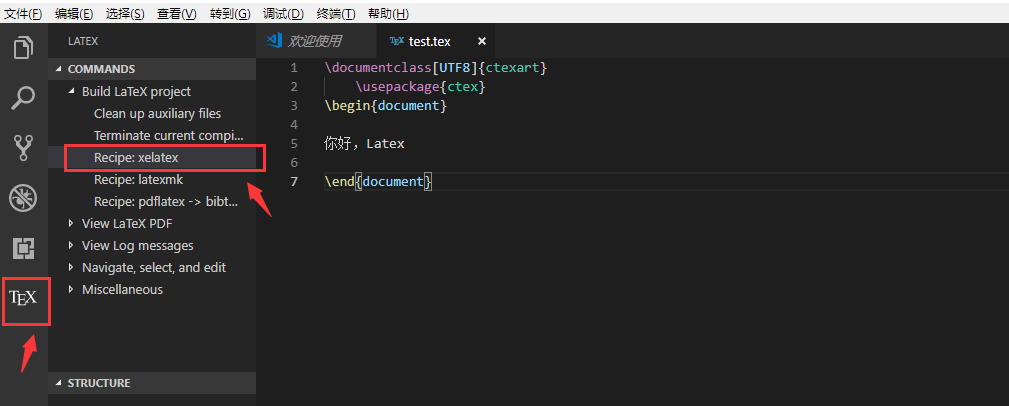 文件(F) 编辑(E) 选择(S) 查看(V) 转到(G) 调试(D) 终端(T) 帮助(H)
LATEX
欢迎使用
TEX test.tex ×
COMMANDS
Build LaTeX project
Clean up auxiliary files
Terminate current compi...
Recipe: xelatex
Recipe: latexmk
Recipe: pdflatex -> bibt...
View LaTeX PDF
View Log messages
Navigate, select, and edit
Miscellaneous
STRUCTURE
TEX
1 \documentclass[UTF8]{ctexart}
2 \usepackage{ctex}
3 \begin{document}
4
5 你好，Latex
6
7 \end{document}